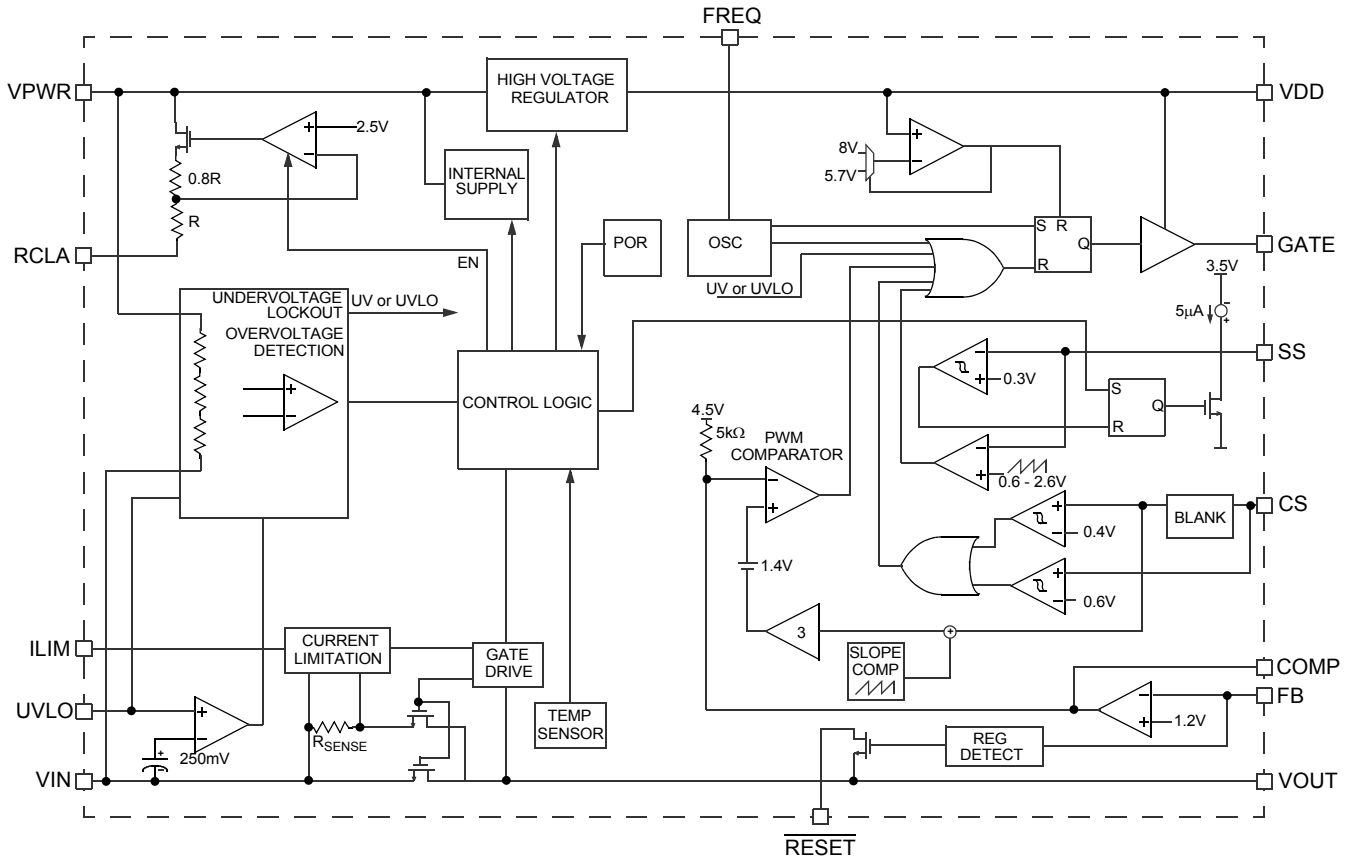 FREQ
VPWR
HIGH VOLTAGE
REGULATOR
VDD
2.5V
+
−
0.8R
R
INTERNAL
SUPPLY
8V
5.7V
+
−
RCLA
EN
POR
OSC
S R
Q
R
GATE
UV or UVLO
3.5V
5µA
−
+
UNDERVOLTAGE
LOCKOUT
UV or UVLO
OVERVOLTAGE
DETECTION
+
−
CONTROL LOGIC
SS
−
+
0.3V
S
Q
R
4.5V
5kΩ
PWM
COMPARATOR
−
+
−
+
0.6 - 2.6V
CS
BLANK
+
−
0.4V
1.4V
+
−
0.6V
ILIM
CURRENT
LIMITATION
GATE
DRIVE
3
+
SLOPE
COMP
COMP
FB
UVLO
+
−
+
−
250mV
RSENSE
TEMP
SENSOR
−
+
1.2V
REG
DETECT
VIN
VOUT
RESET